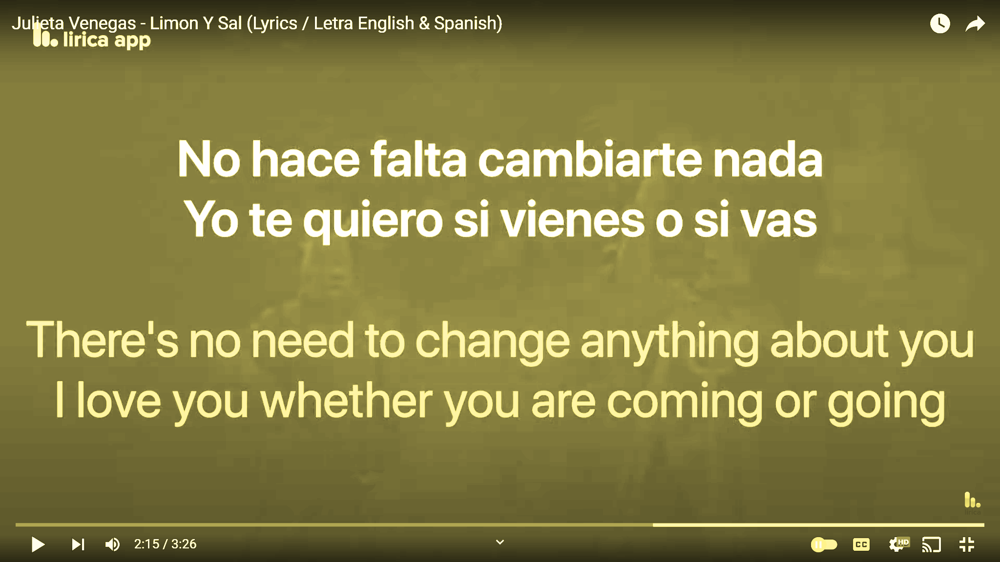 Julieta Venegas - Limon Y Sal (Lyrics / Letra English & Spanish)
lirica app
No hace falta cambiarte nada
Yo te quiero si vienes o si vas
There's no need to change anything about you
I love you whether you are coming or going
lirica
2:15 / 3:26
CC
HD